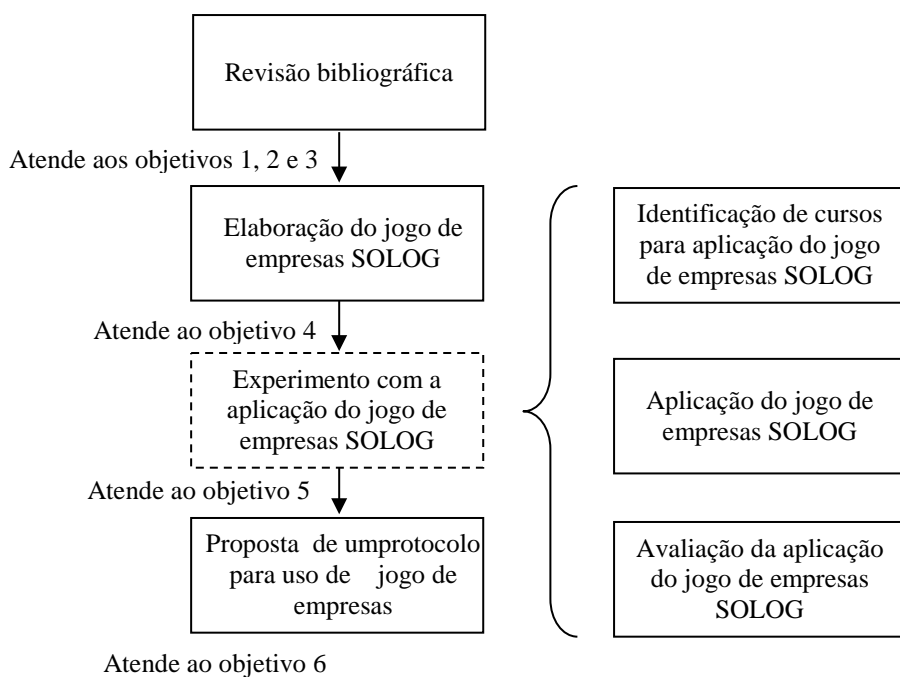 Revisão bibliográfica
Atende aos objetivos 1, 2 e 3
Elaboração do jogo de
empresas SOLOG
Atende ao objetivo 4
Experimento com a
aplicação do jogo de
empresas SOLOG
Atende ao objetivo 5
Proposta de umprotocolo
para uso de jogo de
empresas
Atende ao objetivo 6
Identificação de cursos
para aplicação do jogo
de empresas SOLOG
Aplicação do jogo de
empresas SOLOG
Avaliação da aplicação
do jogo de empresas
SOLOG